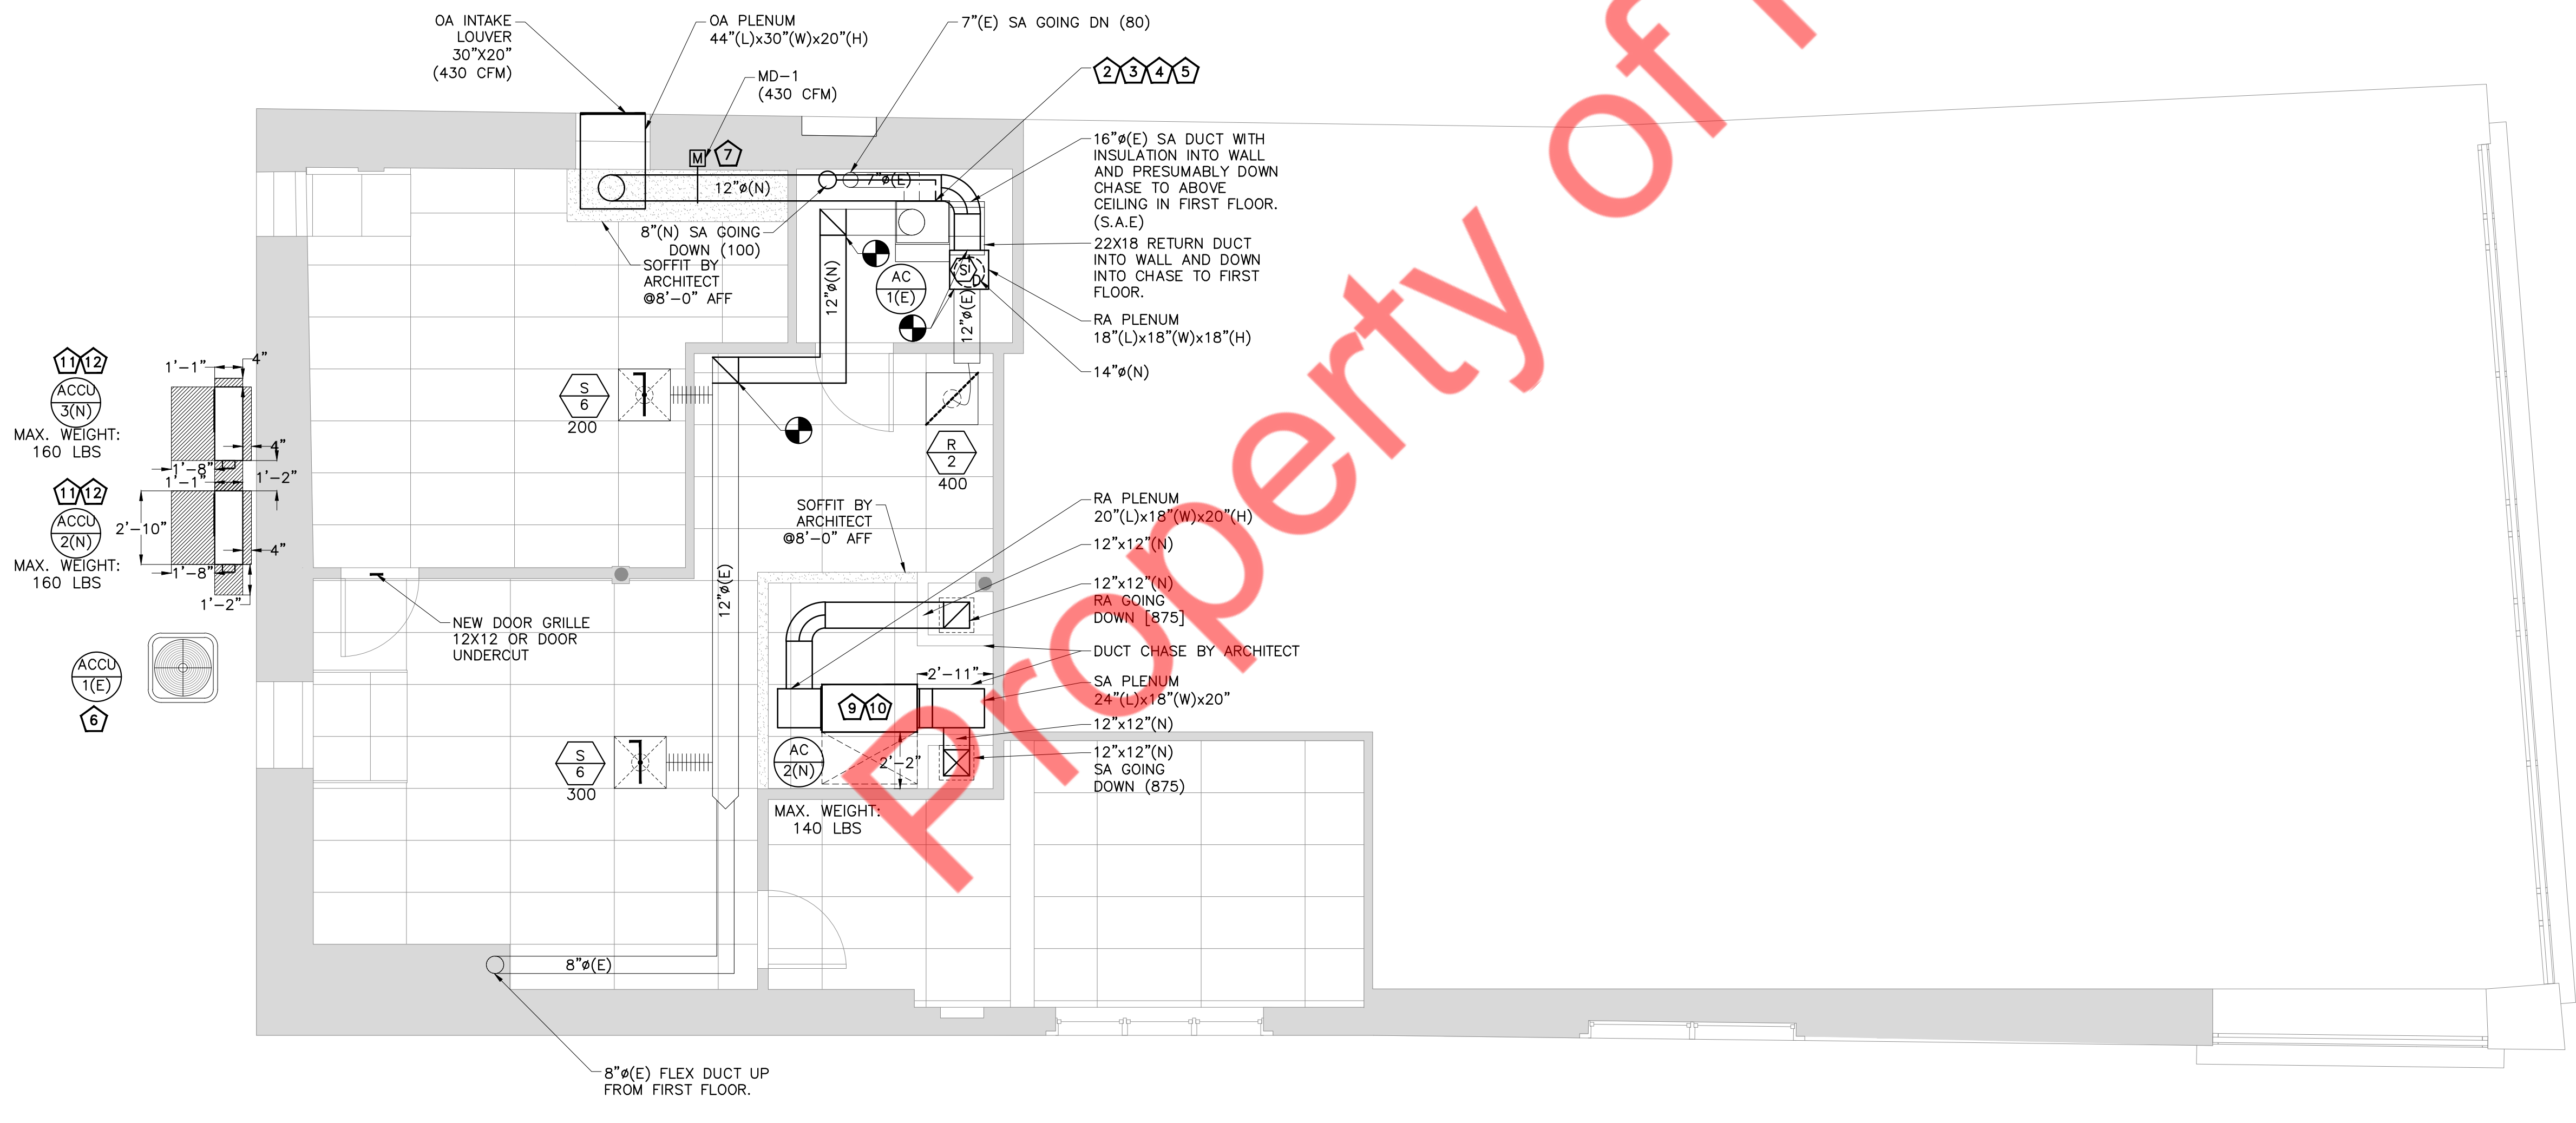 OA INTAKE
LOUVER
30"X20"
(430 CFM)
OA PLENUM
44"(L)x30"(W)x20"(H)
MD-1
(430 CFM)
7"(E) SA GOING DN (80)
2 3 4 5
16"ø(E) SA DUCT WITH
INSULATION INTO WALL
AND PRESUMABLY DOWN
CHASE TO ABOVE
CEILING IN FIRST FLOOR.
(S.A.E)
22X18 RETURN DUCT
INTO WALL AND DOWN
INTO CHASE TO FIRST
FLOOR.
RA PLENUM
18"(L)x18"(W)x18"(H)
14"ø(N)
M
7
12"ø(N)
7"ø(E)
8"(N) SA GOING
DOWN (100)
SOFFIT BY
ARCHITECT
@8'-0" AFF
12"ø(N)
AC
1(E)
S
D
12"ø(E)
S
6
200
R
2
400
11 12
ACCU
3(N)
MAX. WEIGHT:
160 LBS
1'-1"
4"
4"
1'-8"
1'-1"
1'-2"
11 12
ACCU
2(N)
MAX. WEIGHT:
160 LBS
2'-10"
4"
1'-8"
1'-2"
SOFFIT BY
ARCHITECT
@8'-0" AFF
RA PLENUM
20"(L)x18"(W)x20"(H)
12"x12"(N)
12"x12"(N)
RA GOING
DOWN [875]
DUCT CHASE BY ARCHITECT
SA PLENUM
24"(L)x18"(W)x20"
12"x12"(N)
12"x12"(N)
SA GOING
DOWN (875)
12"ø(E)
NEW DOOR GRILLE
12X12 OR DOOR
UNDERCUT
ACCU
1(E)
6
2'-11"
9 10
AC
2(N)
2'-2"
MAX. WEIGHT:
140 LBS
S
6
300
8"ø(E)
8"ø(E) FLEX DUCT UP
FROM FIRST FLOOR.
Property of